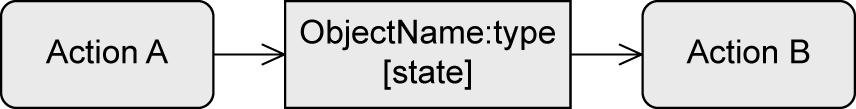 Action A
ObjectName:type
[state]
Action B